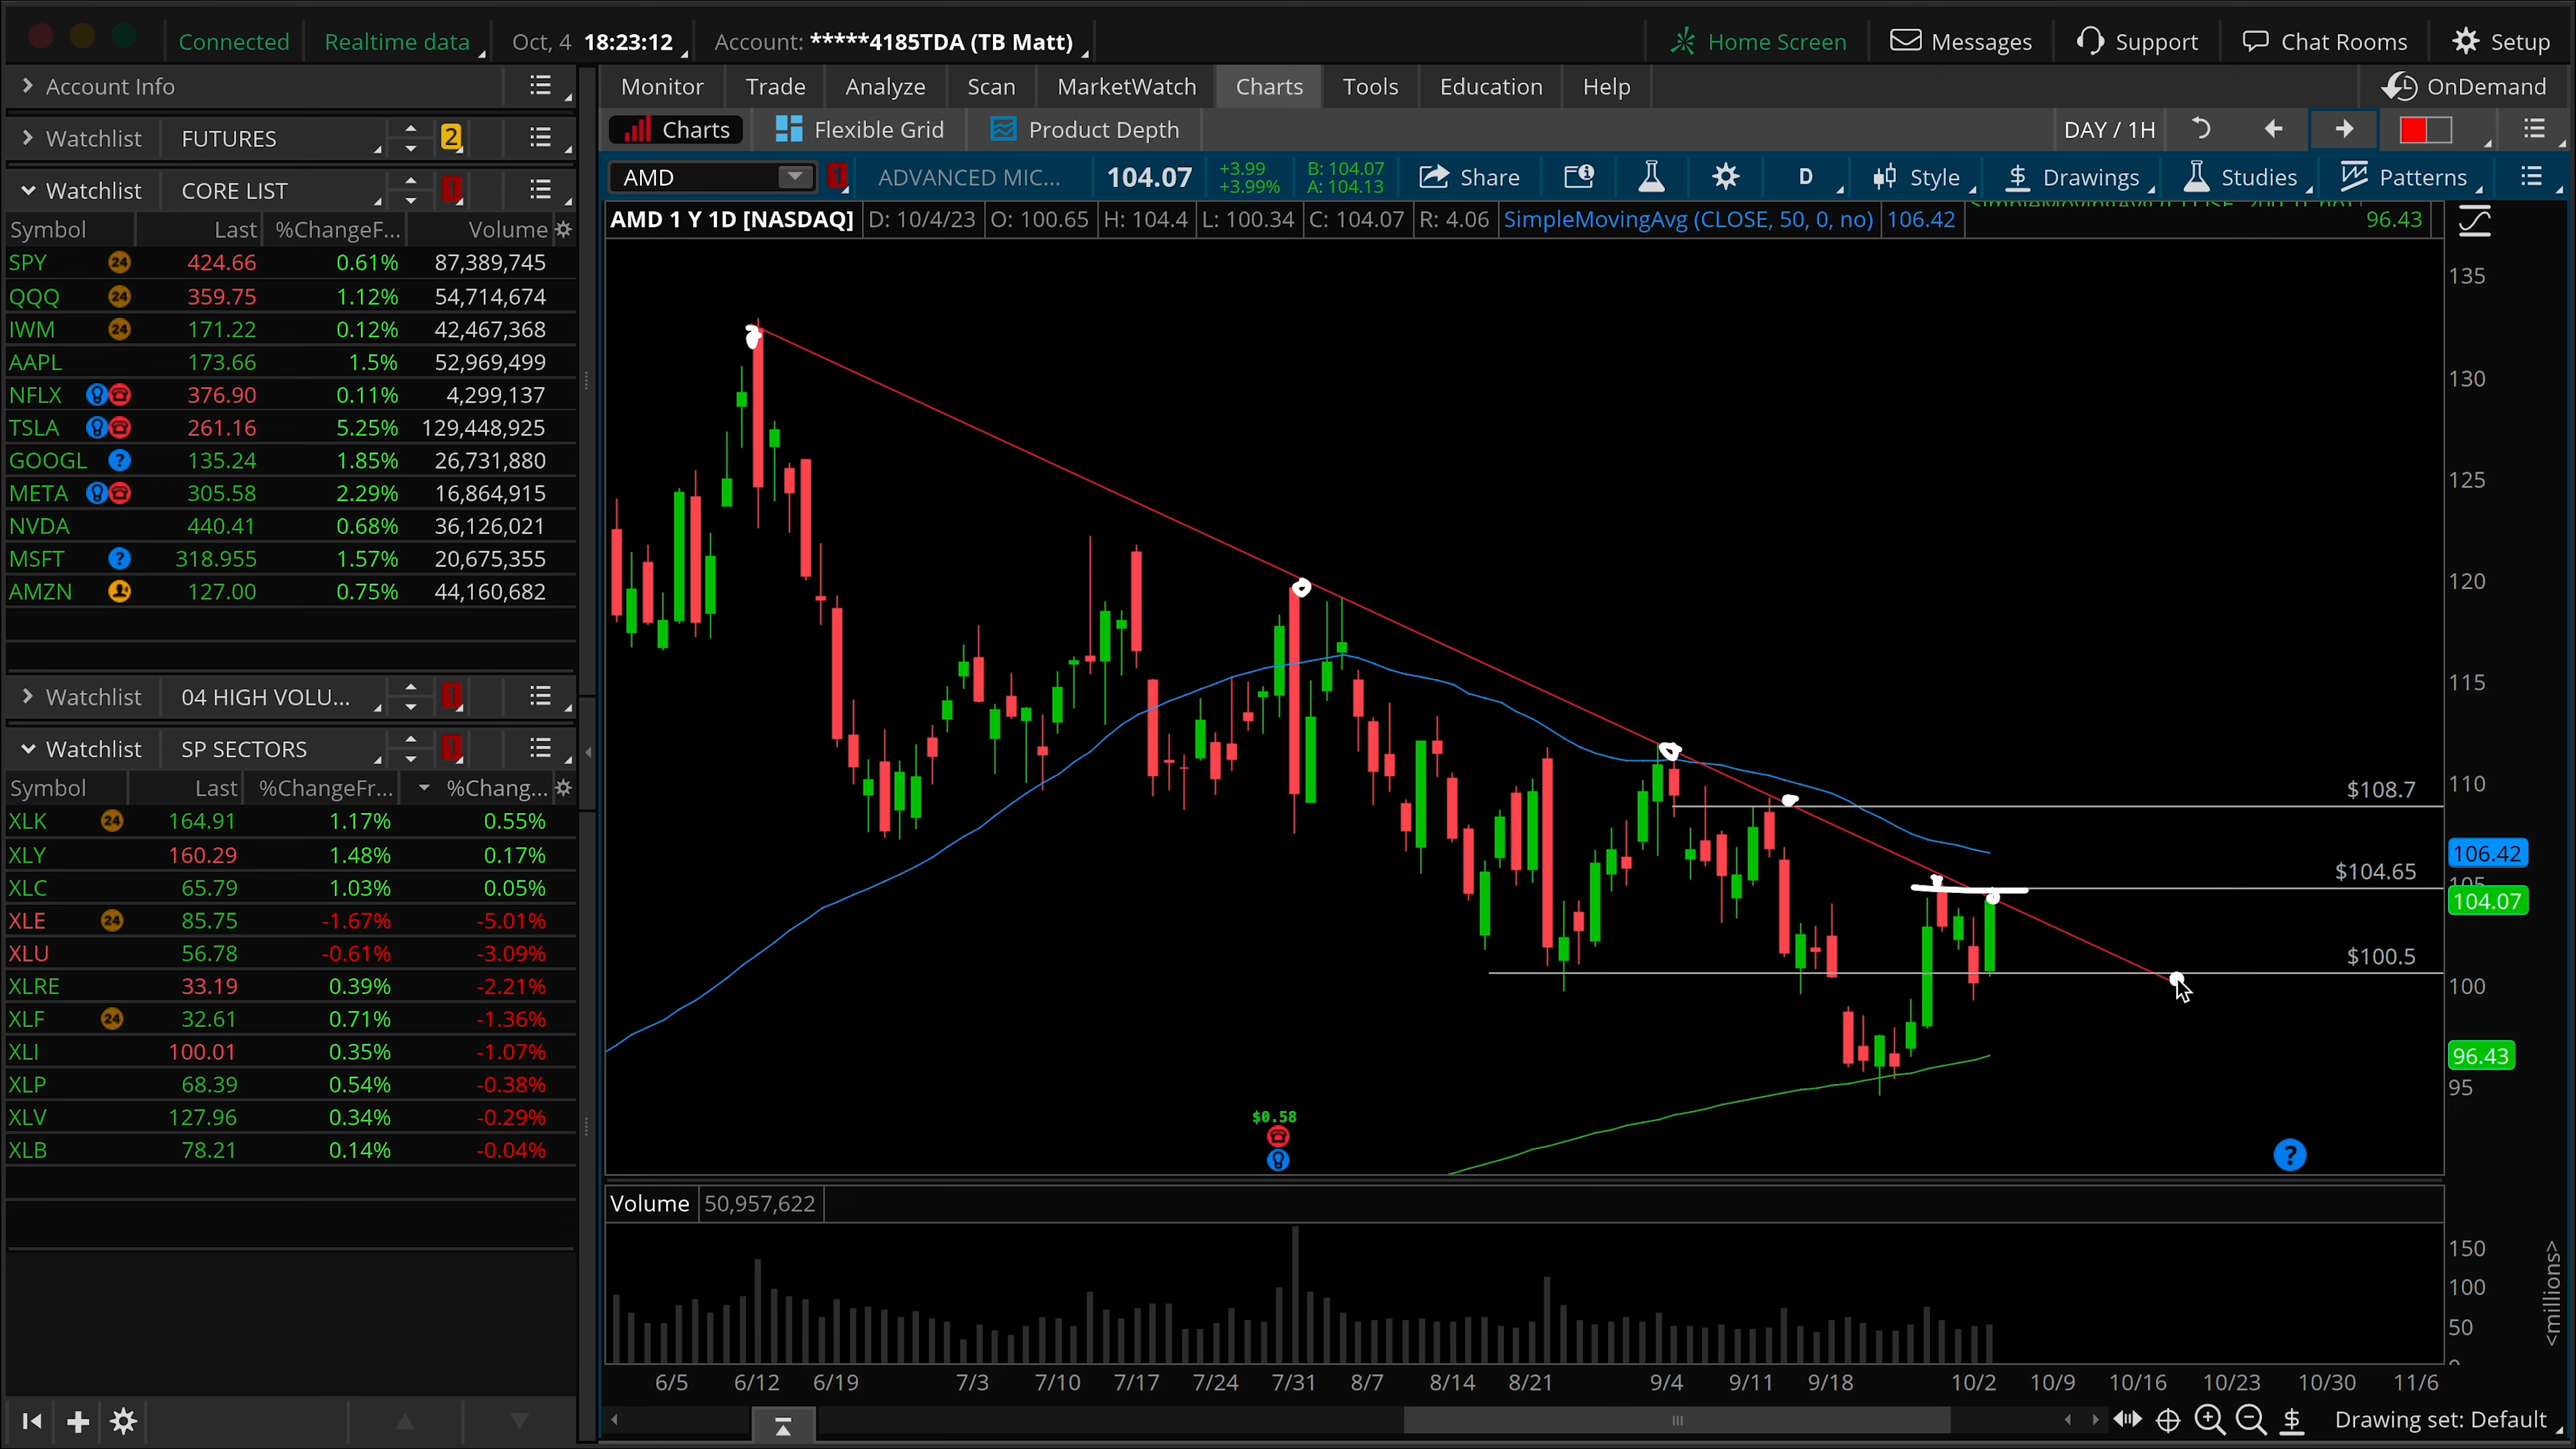 Connected Realtime data Oct, 4 18:23:12 Account: *****4185TDA (TB Matt) Home Screen Messages Support Chat Rooms Setup
Account Info
Monitor Trade Analyze Scan MarketWatch Charts Tools Education Help OnDemand
Watchlist FUTURES 2
Charts Flexible Grid Product Depth DAY / 1H
Watchlist CORE LIST 1
AMD 1 ADVANCED MIC... 104.07 +3.99 +3.99% B: 104.07 A: 104.13 Share D Style Drawings Studies Patterns
AMD 1 Y 1D [NASDAQ] D: 10/4/23 O: 100.65 H: 104.4 L: 100.34 C: 104.07 R: 4.06 SimpleMovingAvg (CLOSE, 50, 0, no) 106.42 96.43
Symbol Last %ChangeF... Volume
SPY 24 424.66 0.61% 87,389,745
QQQ 24 359.75 1.12% 54,714,674
IWM 24 171.22 0.12% 42,467,368
AAPL 173.66 1.5% 52,969,499
NFLX 376.90 0.11% 4,299,137
TSLA 261.16 5.25% 129,448,925
GOOGL ? 135.24 1.85% 26,731,880
META 305.58 2.29% 16,864,915
NVDA 440.41 0.68% 36,126,021
MSFT ? 318.955 1.57% 20,675,355
AMZN 127.00 0.75% 44,160,682
Watchlist 04 HIGH VOLU... 1
Watchlist SP SECTORS 1
Symbol Last %ChangeFr... %Chang...
XLK 24 164.91 1.17% 0.55%
XLY 160.29 1.48% 0.17%
XLC 65.79 1.03% 0.05%
XLE 24 85.75 -1.67% -5.01%
XLU 56.78 -0.61% -3.09%
XLRE 33.19 0.39% -2.21%
XLF 24 32.61 0.71% -1.36%
XLI 100.01 0.35% -1.07%
XLP 68.39 0.54% -0.38%
XLV 127.96 0.34% -0.29%
XLB 78.21 0.14% -0.04%
135
130
125
120
115
110
$108.7
106.42
$104.65
104.07
$100.5
100
96.43
95
$0.58
?
Volume 50,957,622
150
100
50
<millions>
6/5 6/12 6/19 7/3 7/10 7/17 7/24 7/31 8/7 8/14 8/21 9/4 9/11 9/18 10/2 10/9 10/16 10/23 10/30 11/6
Drawing set: Default